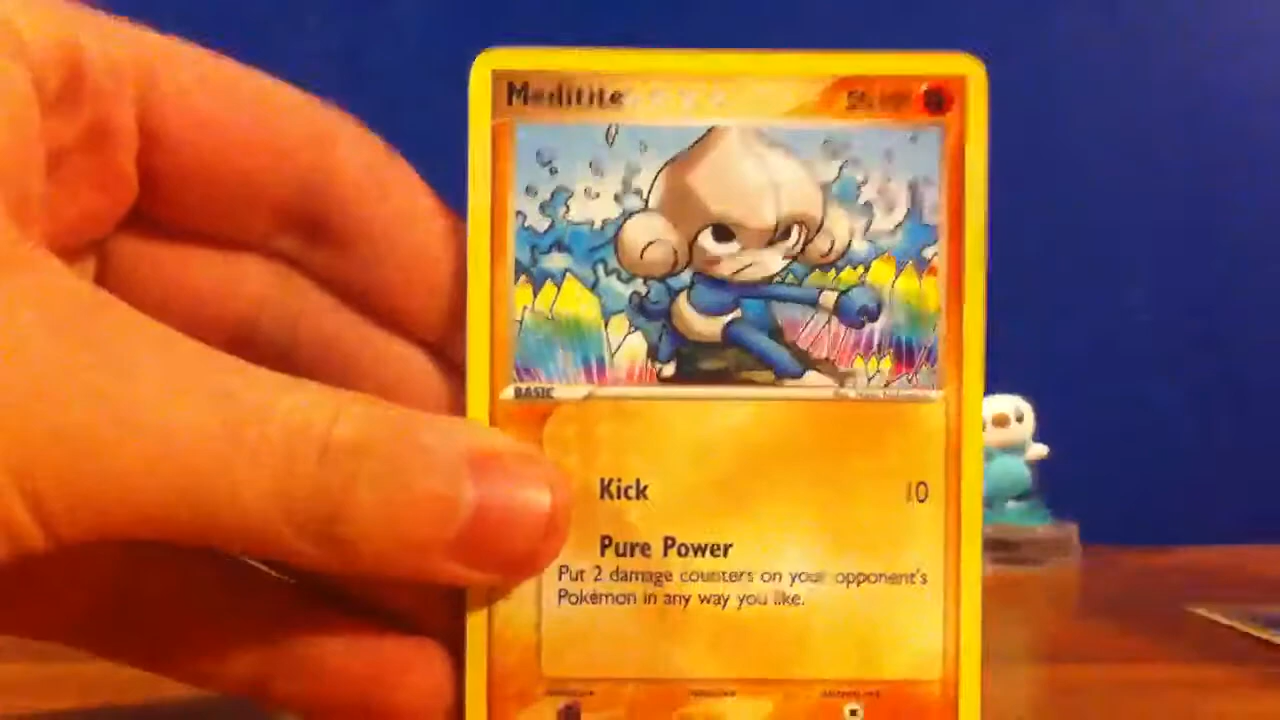 Meditite
BASIC
Kick 10
Pure Power
Put 2 damage counters on your opponent's
Pokémon in any way you like.